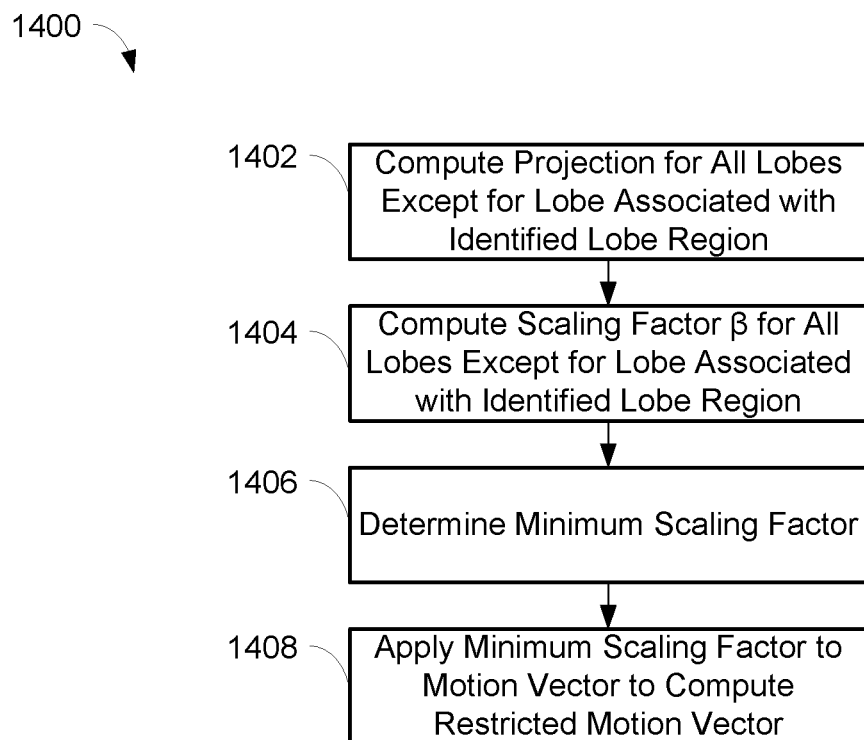 1400
1402
Compute Projection for All Lobes
Except for Lobe Associated with
Identified Lobe Region
1404
Compute Scaling Factor β for All
Lobes Except for Lobe Associated
with Identified Lobe Region
1406
Determine Minimum Scaling Factor
1408
Apply Minimum Scaling Factor to
Motion Vector to Compute
Restricted Motion Vector